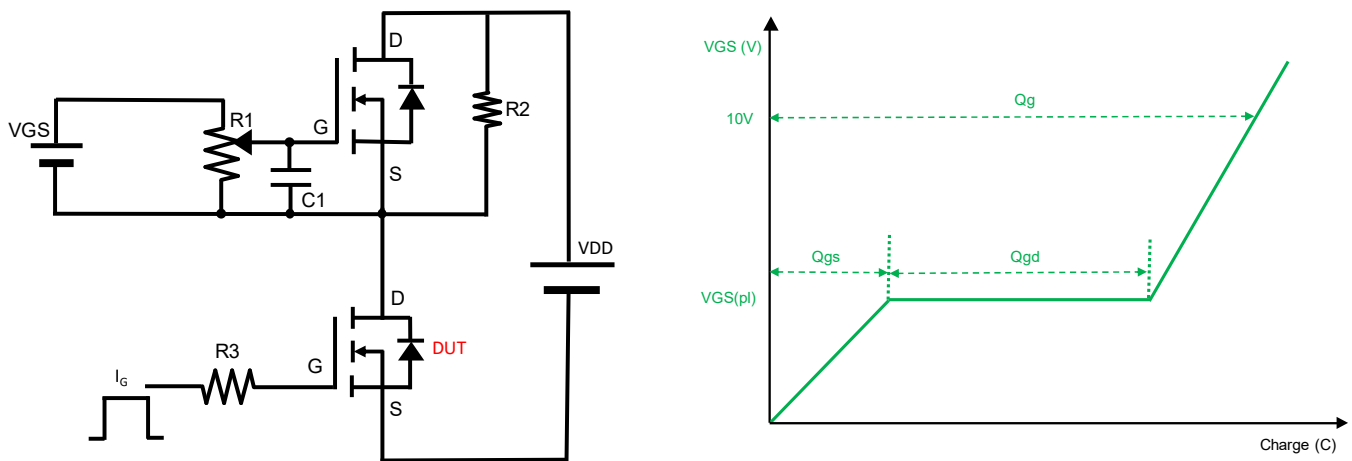 D
VGS
R1
G
R2
S
C1
VDD
D
R3
G
DUT
IG
S
VGS (V)
Qg
10V
Qgs
Qgd
VGS(pl)
Charge (C)